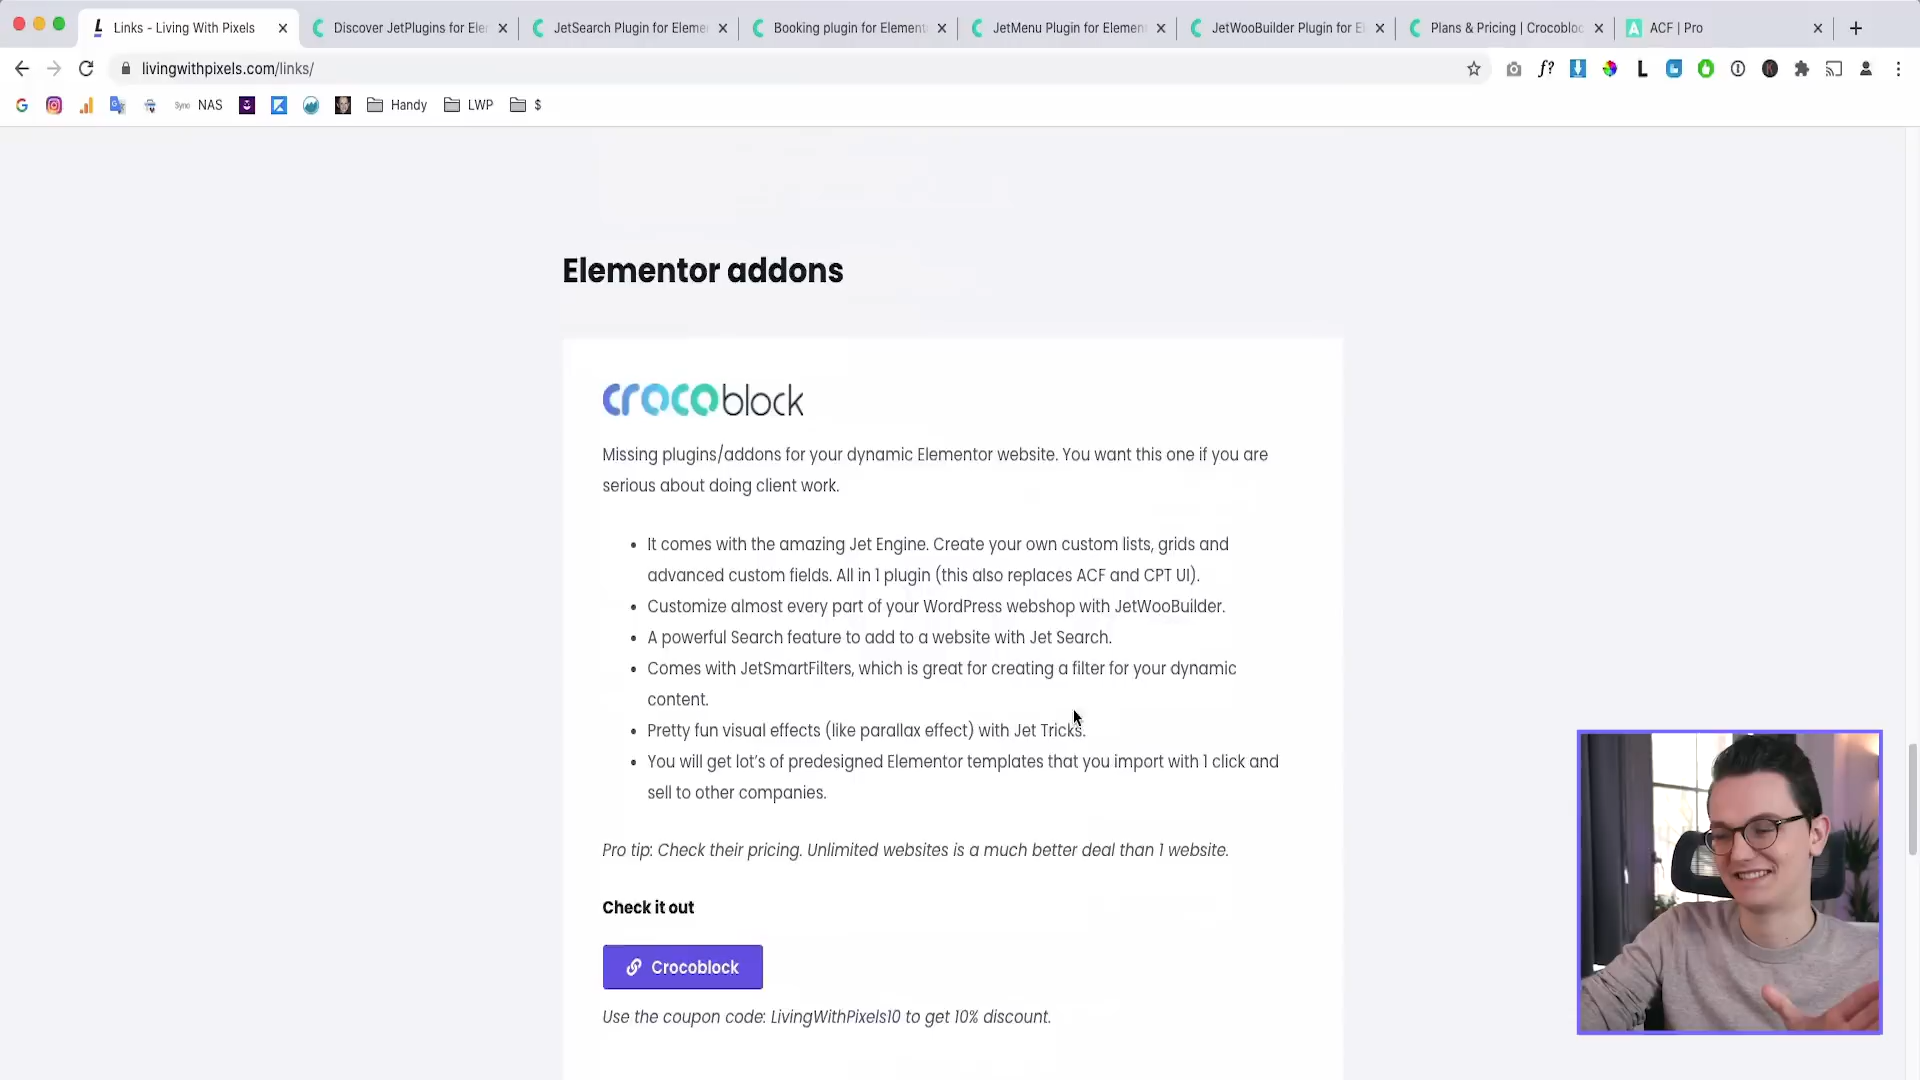 Links - Living With Pixels
Discover JetPlugins for Ele
JetSearch Plugin for Eleme
Booking plugin for Element
JetMenu Plugin for Elemen
JetWooBuilder Plugin for E
Plans & Pricing | Crocobloc
ACF | Pro
livingwithpixels.com/links/
f?
L
Syno NAS
Handy
LWP
$
Elementor addons
crocoblock
Missing plugins/addons for your dynamic Elementor website. You want this one if you are
serious about doing client work.
• It comes with the amazing Jet Engine. Create your own custom lists, grids and
advanced custom fields. All in 1 plugin (this also replaces ACF and CPT UI).
• Customize almost every part of your WordPress webshop with JetWooBuilder.
• A powerful Search feature to add to a website with Jet Search.
• Comes with JetSmartFilters, which is great for creating a filter for your dynamic
content.
• Pretty fun visual effects (like parallax effect) with Jet Tricks.
• You will get lot's of predesigned Elementor templates that you import with 1 click and
sell to other companies.
Pro tip: Check their pricing. Unlimited websites is a much better deal than 1 website.
Check it out
Crocoblock
Use the coupon code: LivingWithPixels10 to get 10% discount.